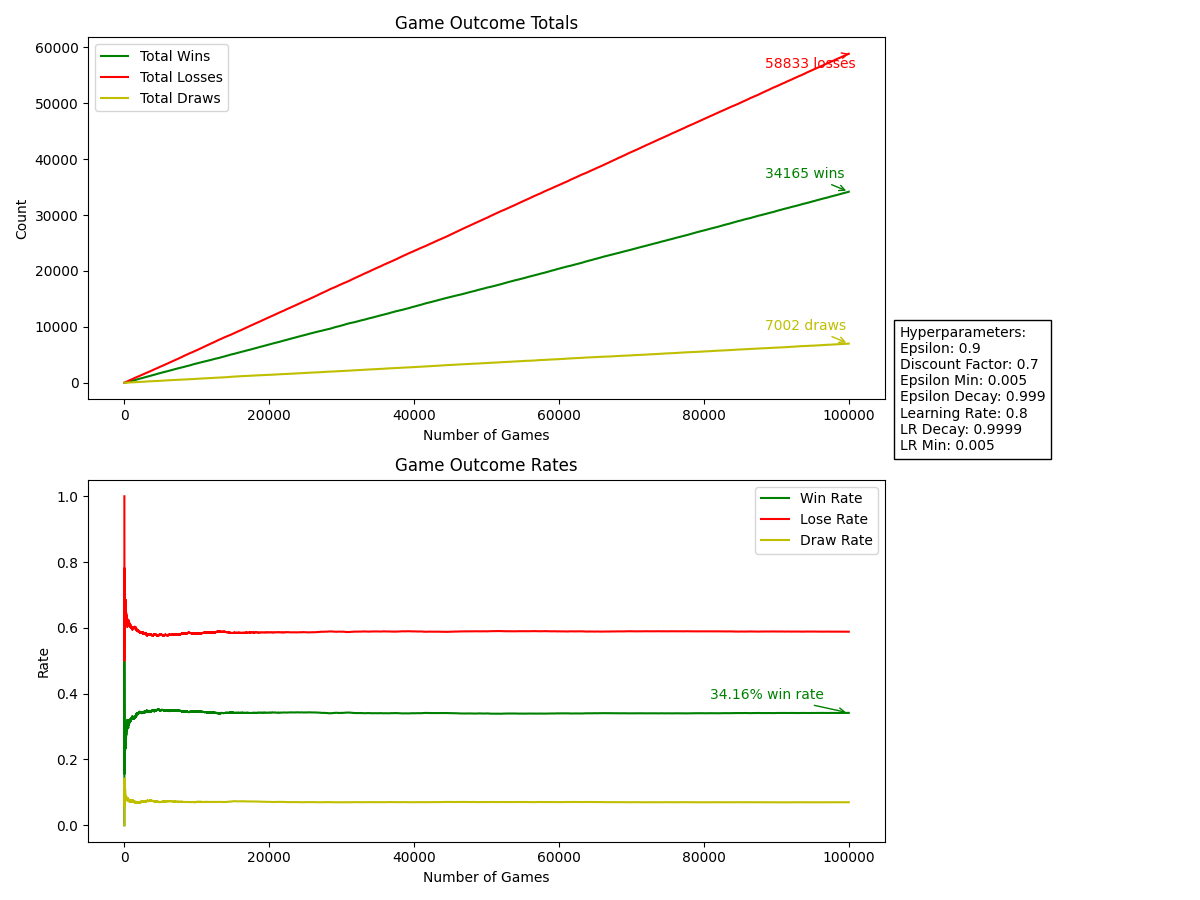 Game Outcome Totals
60000
50000
40000
30000
20000
10000
0
Count
Total Wins
Total Losses
Total Draws
58833 losses
34165 wins
7002 draws
0
20000
40000
60000
80000
100000
Number of Games
Hyperparameters:
Epsilon: 0.9
Discount Factor: 0.7
Epsilon Min: 0.005
Epsilon Decay: 0.999
Learning Rate: 0.8
LR Decay: 0.9999
LR Min: 0.005
Game Outcome Rates
1.0
0.8
0.6
0.4
0.2
0.0
Rate
Win Rate
Lose Rate
Draw Rate
34.16% win rate
0
20000
40000
60000
80000
100000
Number of Games